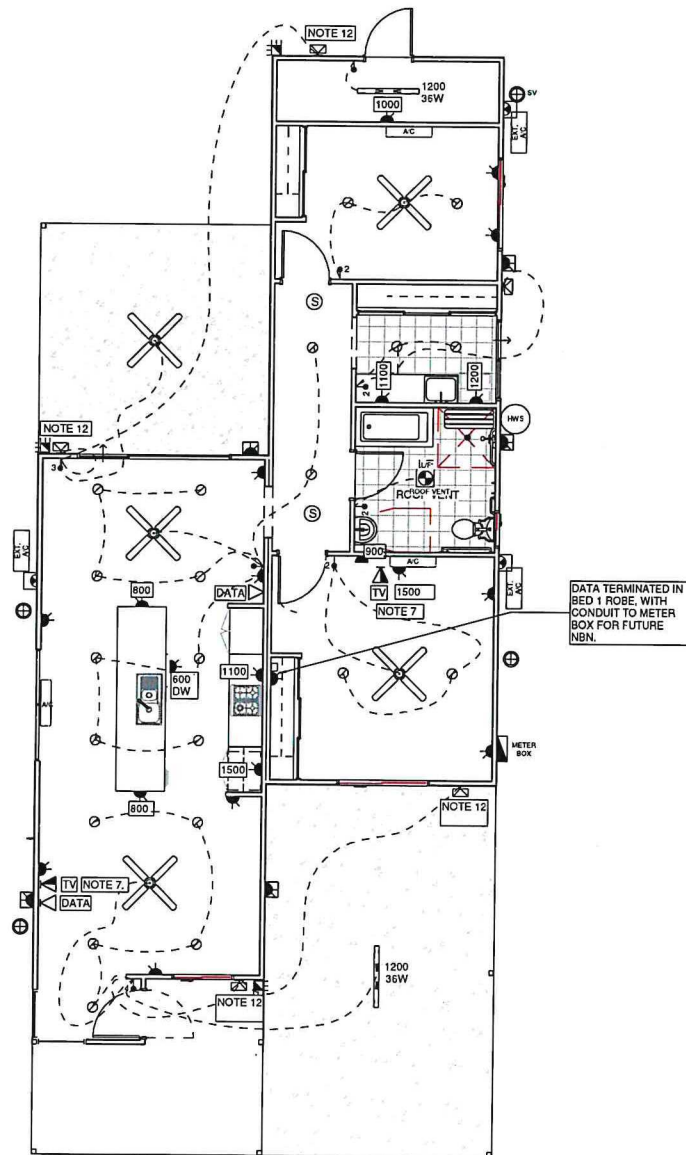 NOTE 12
1200
36W
1000
A/C
SV
EXT.
A/C
2
S
2
1100
1200
NOTE 12
3
HWS
ROOF VENT
2
S
EXT.
A/C
900
A/C
EXT.
A/C
2
TV
1500
NOTE 7
DATA
800
DATA TERMINATED IN
BED 1 ROBE, WITH
CONDUIT TO METER
BOX FOR FUTURE
NBN.
600
DW
1100
A/C
METER
BOX
1500
800
NOTE 12
TV
NOTE 7.
DATA
1200
36W
NOTE 12